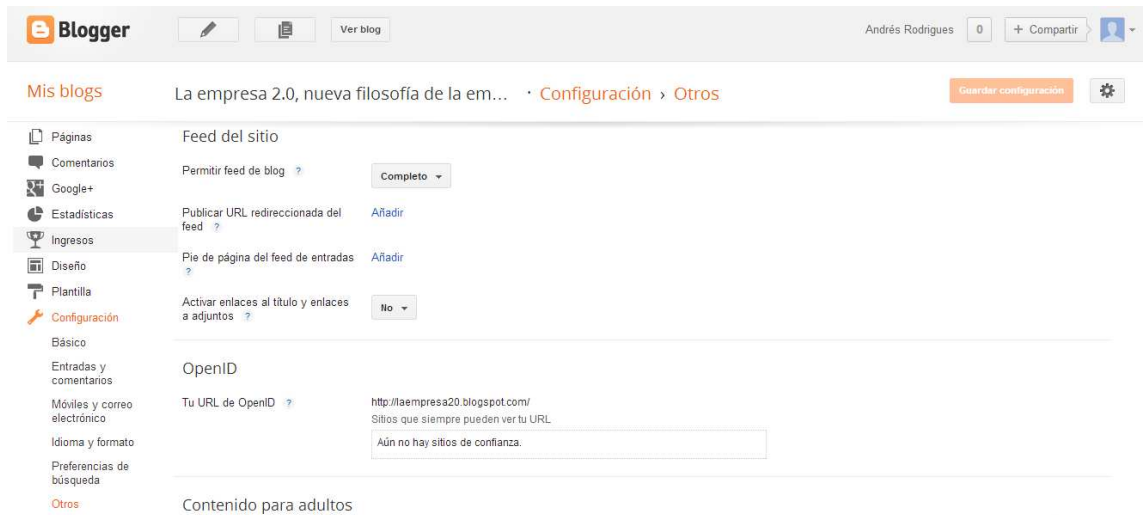 Blogger
Ver blog
Andrés Rodrigues
0
+ Compartir
Mis blogs
La empresa 2.0, nueva filosofía de la em... · Configuración › Otros
Guardar configuración
Páginas
Comentarios
Google+
Estadísticas
Ingresos
Diseño
Plantilla
Configuración
Básico
Entradas y
comentarios
Móviles y correo
electrónico
Idioma y formato
Preferencias de
búsqueda
Otros
Feed del sitio
Permitir feed de blog ?
Completo
Publicar URL redireccionada del
feed ?
Añadir
Pie de página del feed de entradas
?
Añadir
Activar enlaces al título y enlaces
a adjuntos ?
No
OpenID
Tu URL de OpenID ?
http://laempresa20.blogspot.com/
Sitios que siempre pueden ver tu URL
Aún no hay sitios de confianza.
Contenido para adultos